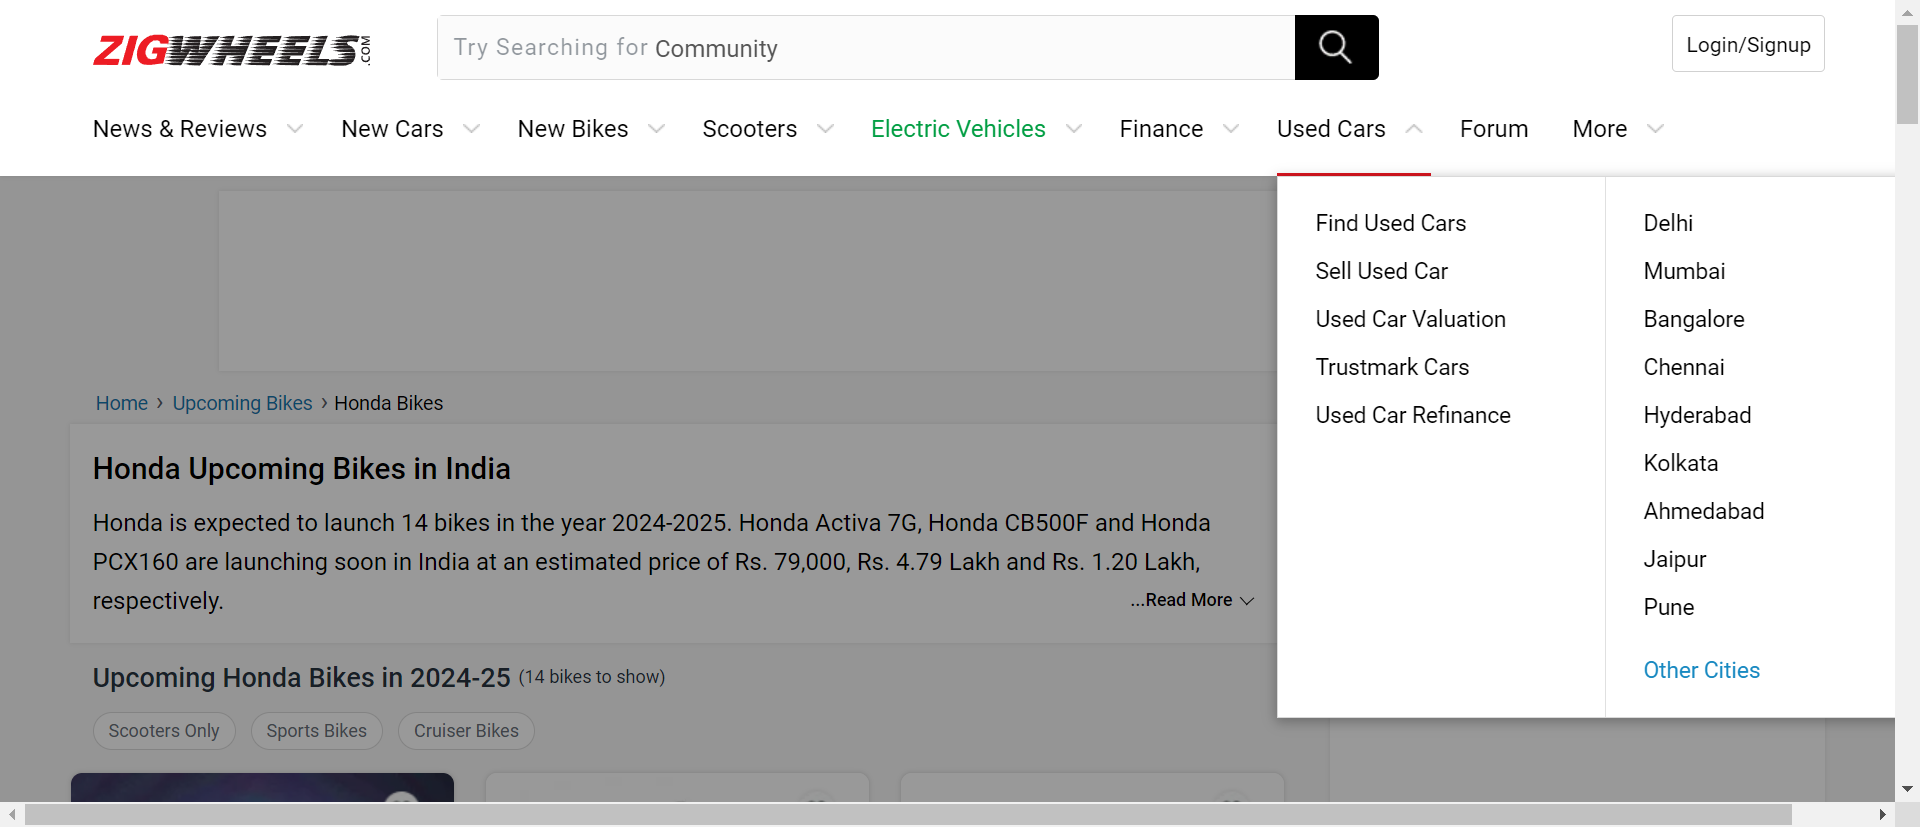 ZIGWHEELS.COM
Try Searching for Community
Login/Signup
News & Reviews New Cars New Bikes Scooters Electric Vehicles Finance Used Cars Forum More
Find Used Cars
Sell Used Car
Used Car Valuation
Trustmark Cars
Used Car Refinance
Delhi
Mumbai
Bangalore
Chennai
Hyderabad
Kolkata
Ahmedabad
Jaipur
Pune
Other Cities
Home › Upcoming Bikes › Honda Bikes
Honda Upcoming Bikes in India
Honda is expected to launch 14 bikes in the year 2024-2025. Honda Activa 7G, Honda CB500F and Honda
PCX160 are launching soon in India at an estimated price of Rs. 79,000, Rs. 4.79 Lakh and Rs. 1.20 Lakh,
respectively.
...Read More
Upcoming Honda Bikes in 2024-25 (14 bikes to show)
Scooters Only Sports Bikes Cruiser Bikes